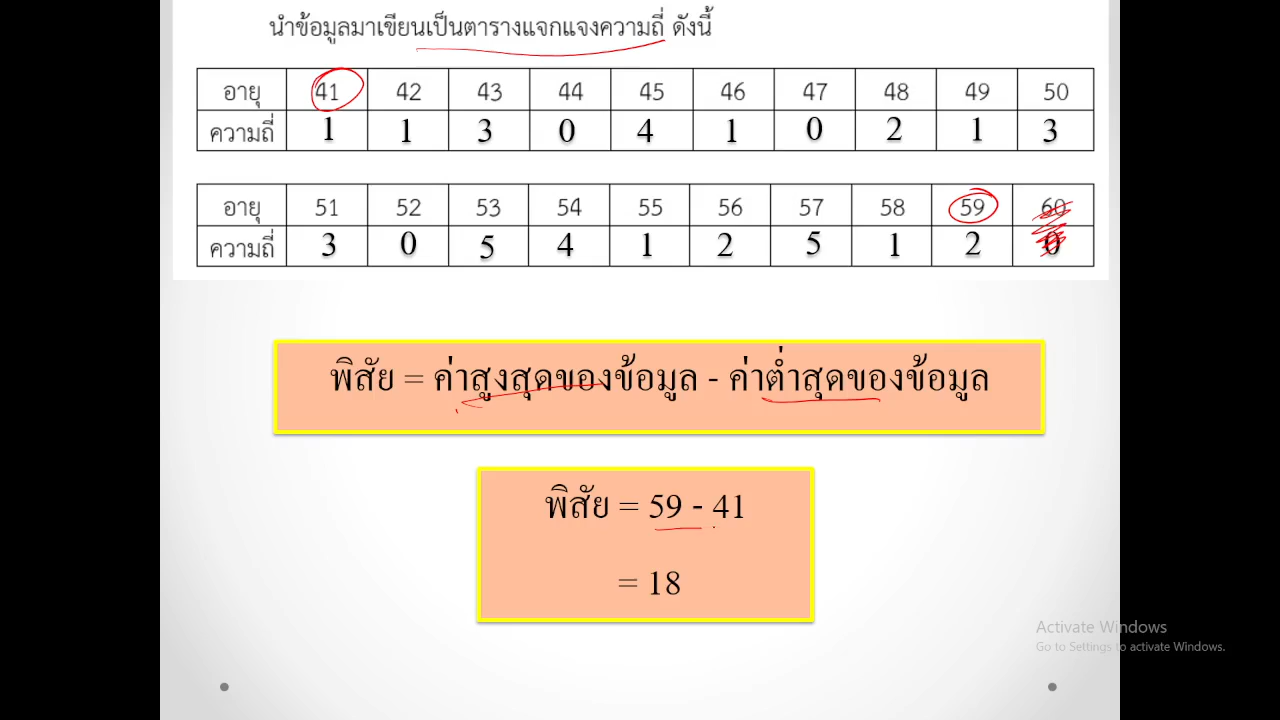 นำข้อมูลมาเขียนเป็นตารางแจกแจงความถี่ ดังนี้
อายุ 41 42 43 44 45 46 47 48 49 50
ความถี่ 1 1 3 0 4 1 0 2 1 3
อายุ 51 52 53 54 55 56 57 58 59 60
ความถี่ 3 0 5 4 1 2 5 1 2 0
พิสัย = ค่าสูงสุดของข้อมูล - ค่าต่ำสุดของข้อมูล
พิสัย = 59 - 41
= 18
Activate Windows
Go to Settings to activate Windows.